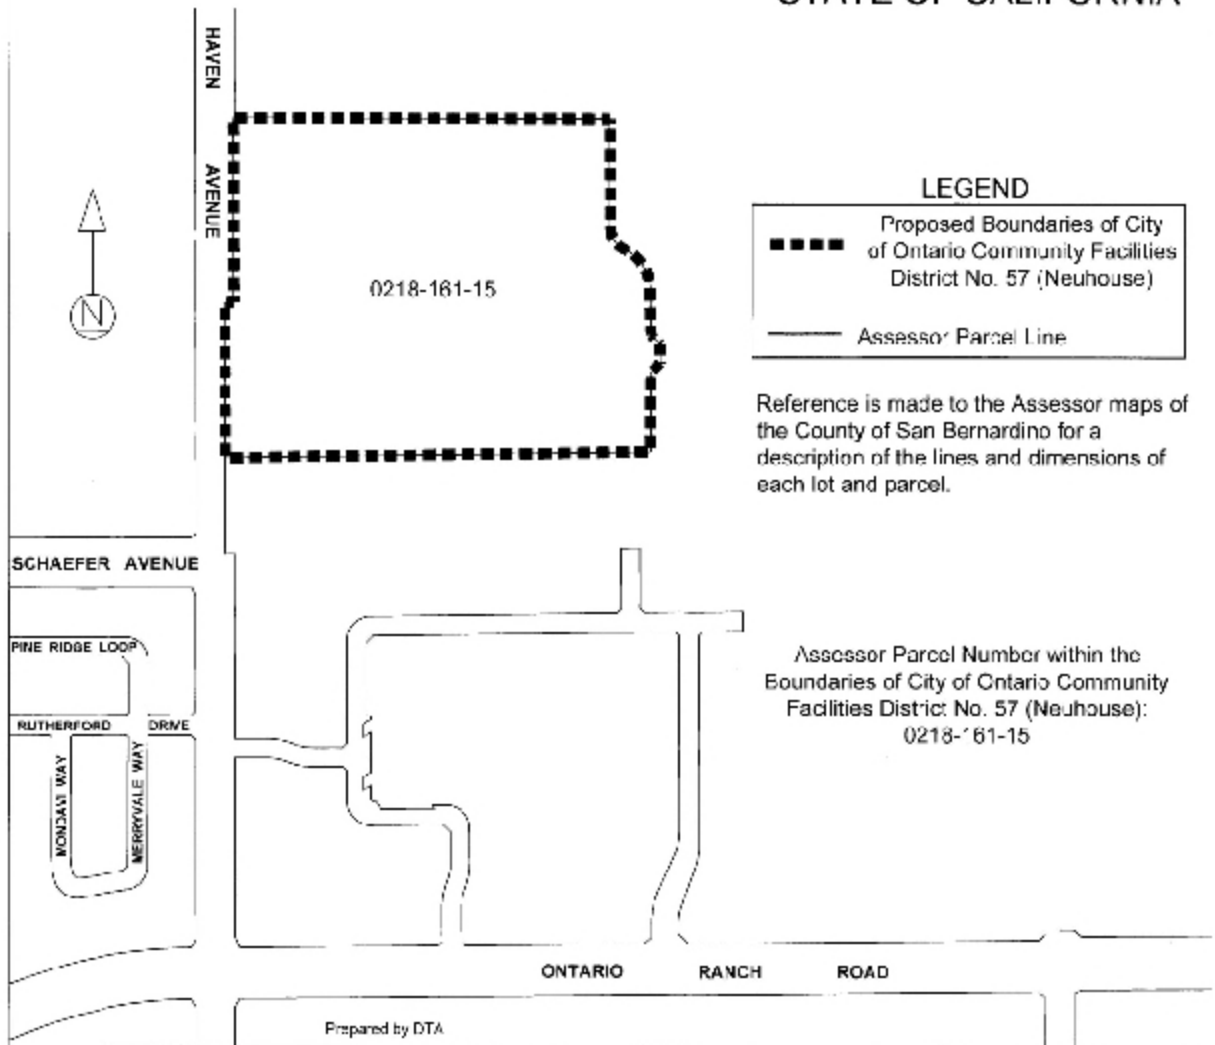 STATE OF CALIFORNIA
HAVEN AVENUE
LEGEND
Proposed Boundaries of City
of Ontario Community Facilities
District No. 57 (Neuhouse)
Assessor Parcel Line
0218-161-15
N
Reference is made to the Assessor maps of
the County of San Bernardino for a
description of the lines and dimensions of
each lot and parcel.
SCHAEFER AVENUE
PINE RIDGE LOOP
RUTHERFORD DRIVE
MONDAVI WAY
MERRYVALE WAY
Assessor Parcel Number within the
Boundaries of City of Ontario Community
Facilities District No. 57 (Neuhouse):
0218-161-15
ONTARIO RANCH ROAD
Prepared by DTA